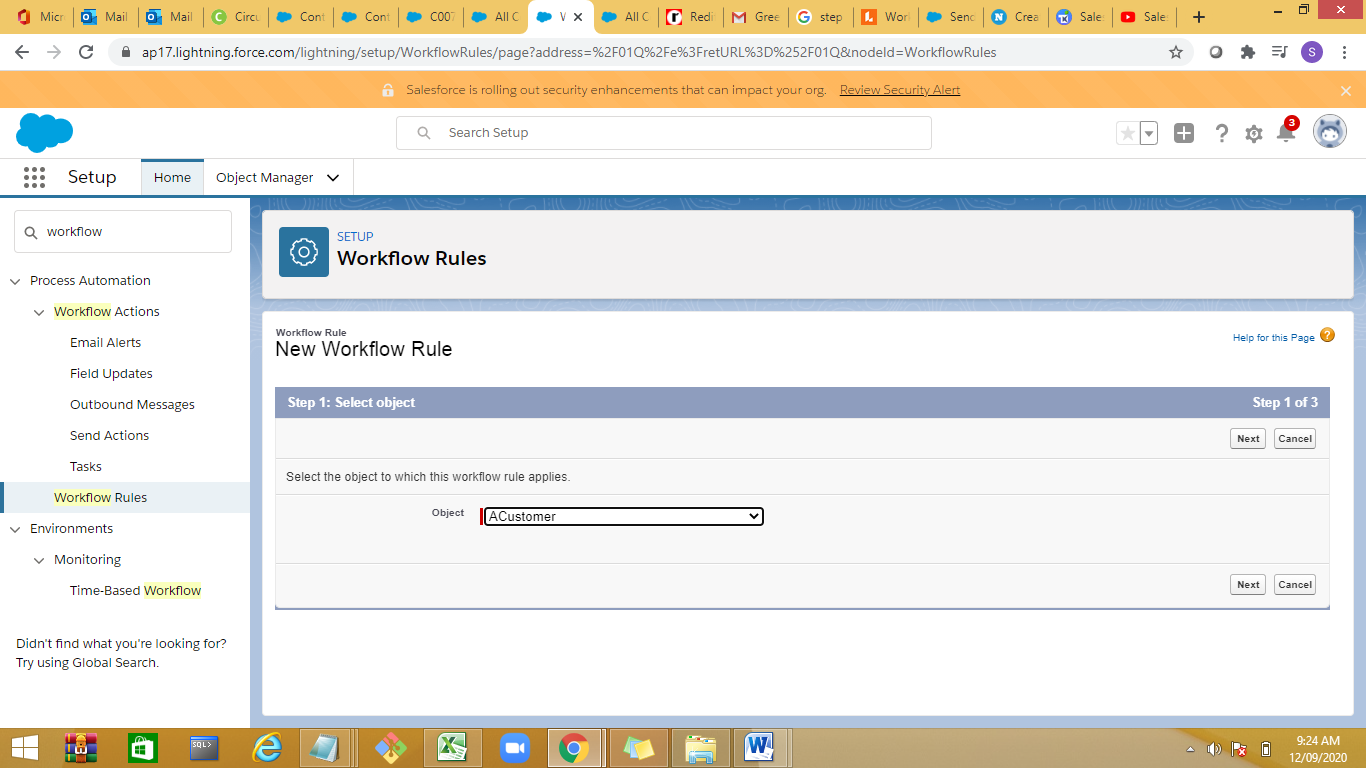 Micr
Mail
Mail
Circu
Cont
Cont
C007
All C
W
All C
Redi
Gree
step
Wor
Send
Crea
Sale
Sale
ap17.lightning.force.com/lightning/setup/WorkflowRules/page?address=%2F01Q%2Fe%3FretURL%3D%252F01Q&nodeId=WorkflowRules
S
Salesforce is rolling out security enhancements that can impact your org. Review Security Alert
Search Setup
3
Setup
Home
Object Manager
workflow
SETUP
Workflow Rules
Process Automation
Workflow Actions
Email Alerts
Field Updates
Outbound Messages
Send Actions
Tasks
Workflow Rules
Environments
Monitoring
Time-Based Workflow
Didn't find what you're looking for?
Try using Global Search.
Workflow Rule
New Workflow Rule
Help for this Page
Step 1: Select object
Step 1 of 3
Next
Cancel
Select the object to which this workflow rule applies.
Object
ACustomer
Next
Cancel
SQL>
9:24 AM
12/09/2020